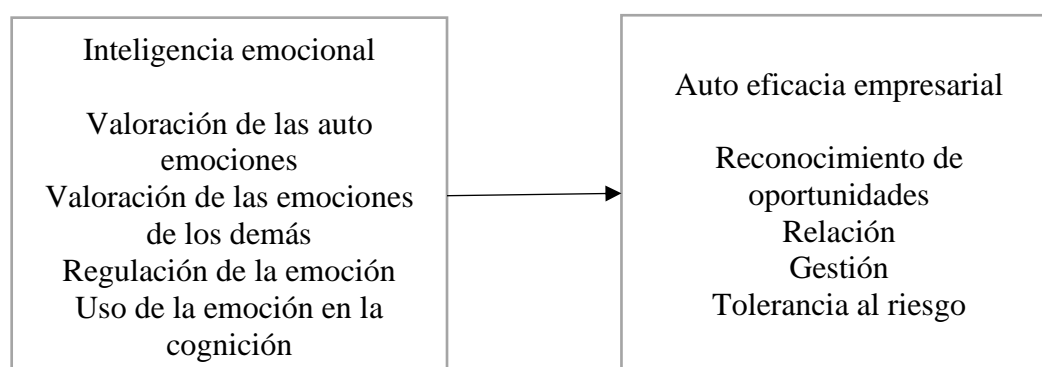 Inteligencia emocional
Valoración de las auto
emociones
Valoración de las emociones
de los demás
Regulación de la emoción
Uso de la emoción en la
cognición
Auto eficacia empresarial
Reconocimiento de
oportunidades
Relación
Gestión
Tolerancia al riesgo